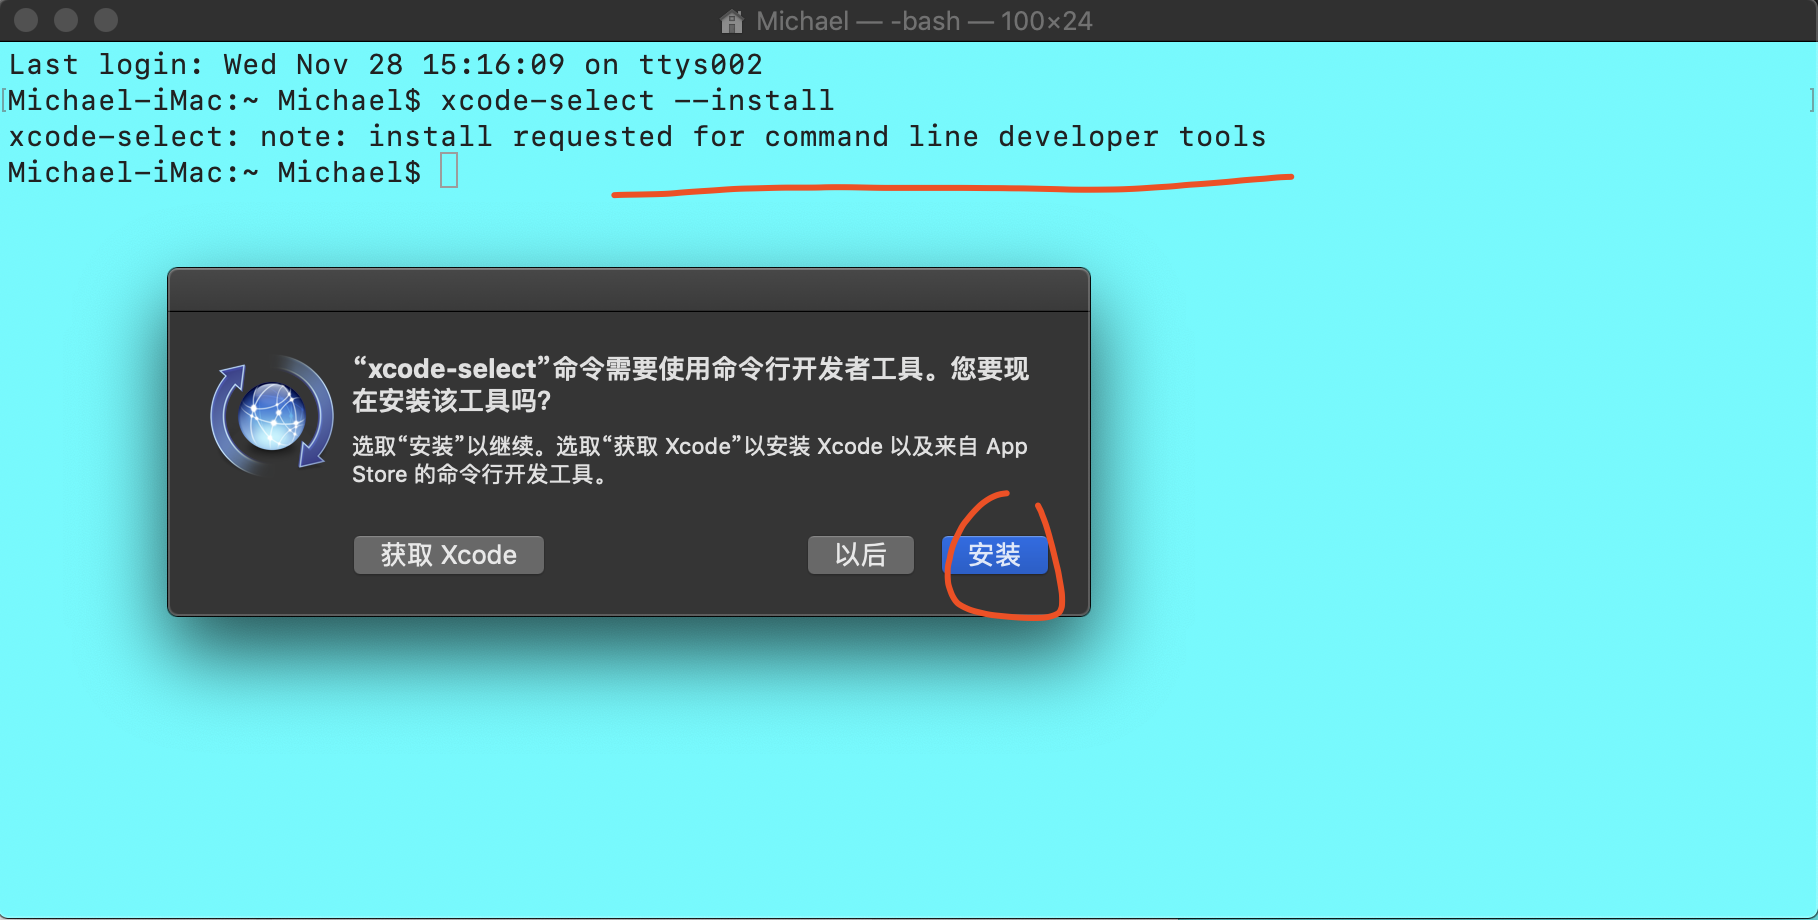 Michael — -bash — 100×24
Last login: Wed Nov 28 15:16:09 on ttys002
[Michael-iMac:~ Michael$ xcode-select --install ]
xcode-select: note: install requested for command line developer tools
Michael-iMac:~ Michael$
“xcode-select”命令需要使用命令行开发者工具。您要现
在安装该工具吗?
选取“安装”以继续。选取“获取 Xcode”以安装 Xcode 以及来自 App
Store 的命令行开发工具。
获取 Xcode 以后 安装